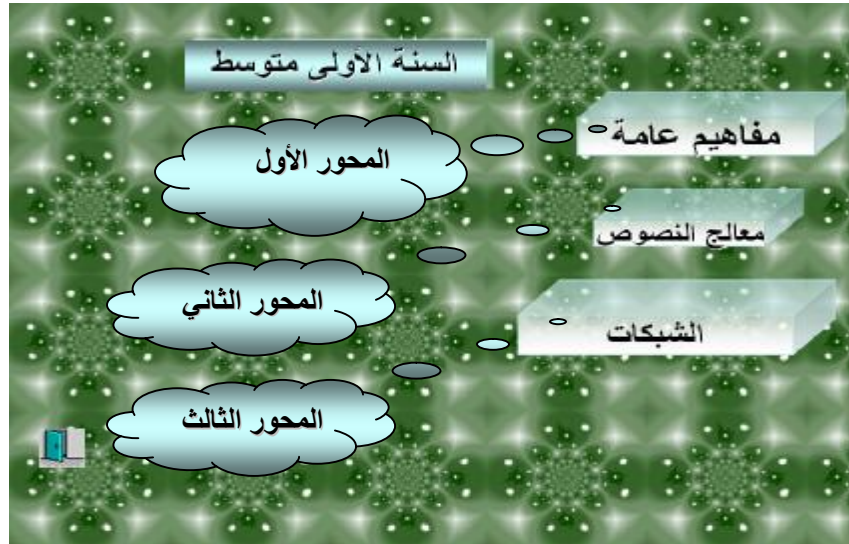 السنة الأولى متوسط
مفاهيم عامة
المحور الأول
معالج النصوص
المحور الثاني
الشبكات
المحور الثالث